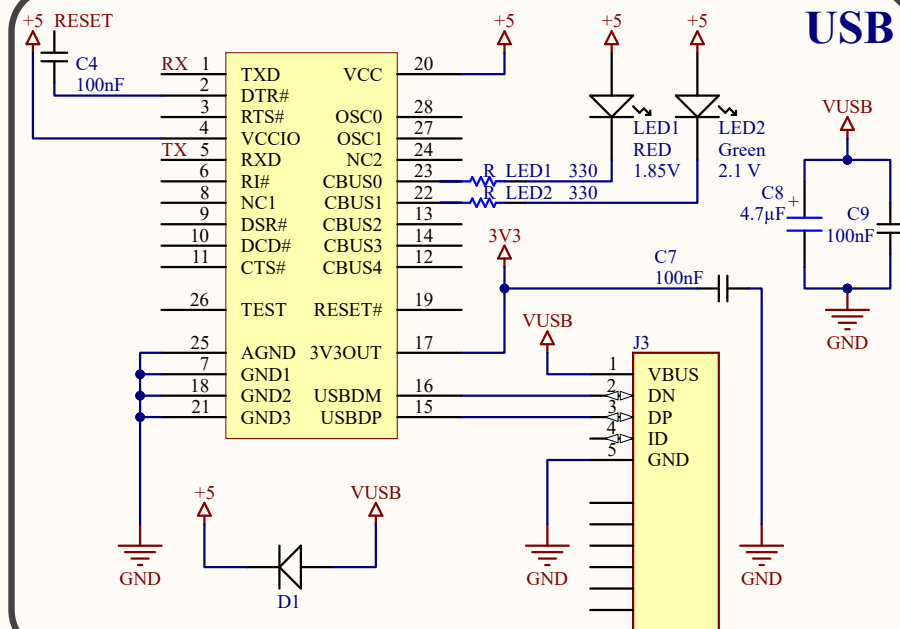 USB
+5 RESET
C4
100nF
+5
+5
+5
RX 1 TXD
2 DTR#
3 RTS#
4 VCCIO
TX 5 RXD
6 RI#
8 NC1
9 DSR#
10 DCD#
11 CTS#
26 TEST
25 AGND
7 GND1
18 GND2
21 GND3
VCC 20
OSC0 28
OSC1 27
NC2 24
CBUS0 23
CBUS1 22
CBUS2 13
CBUS3 14
CBUS4 12
RESET# 19
3V3OUT 17
USBDM 16
USBDP 15
R LED1 330
R LED2 330
LED1
RED
1.85V
LED2
Green
2.1 V
VUSB
C8
4.7µF +
C9
100nF
GND
3V3
C7
100nF
VUSB
J3
1 VBUS
2 DN
3 DP
4 ID
5 GND
+5
VUSB
D1
GND
GND
GND